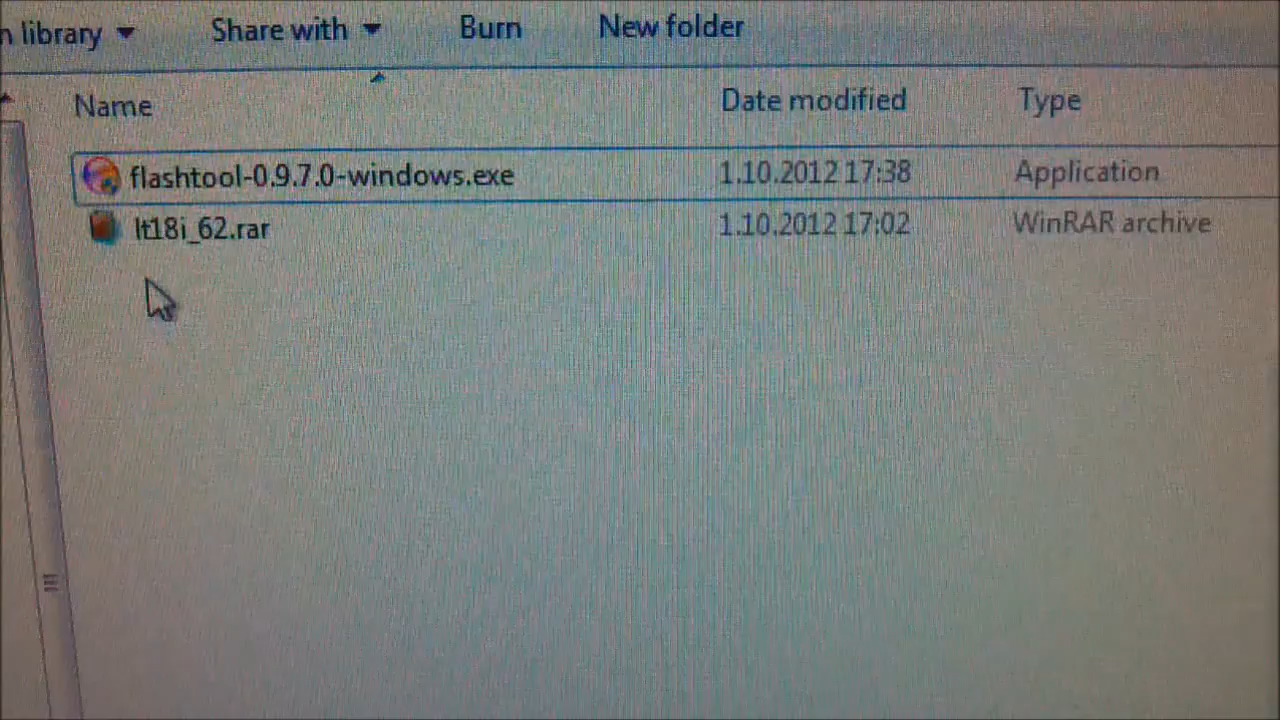 n library Share with Burn New folder
Name Date modified Type
flashtool-0.9.7.0-windows.exe 1.10.2012 17:38 Application
lt18i_62.rar 1.10.2012 17:02 WinRAR archive